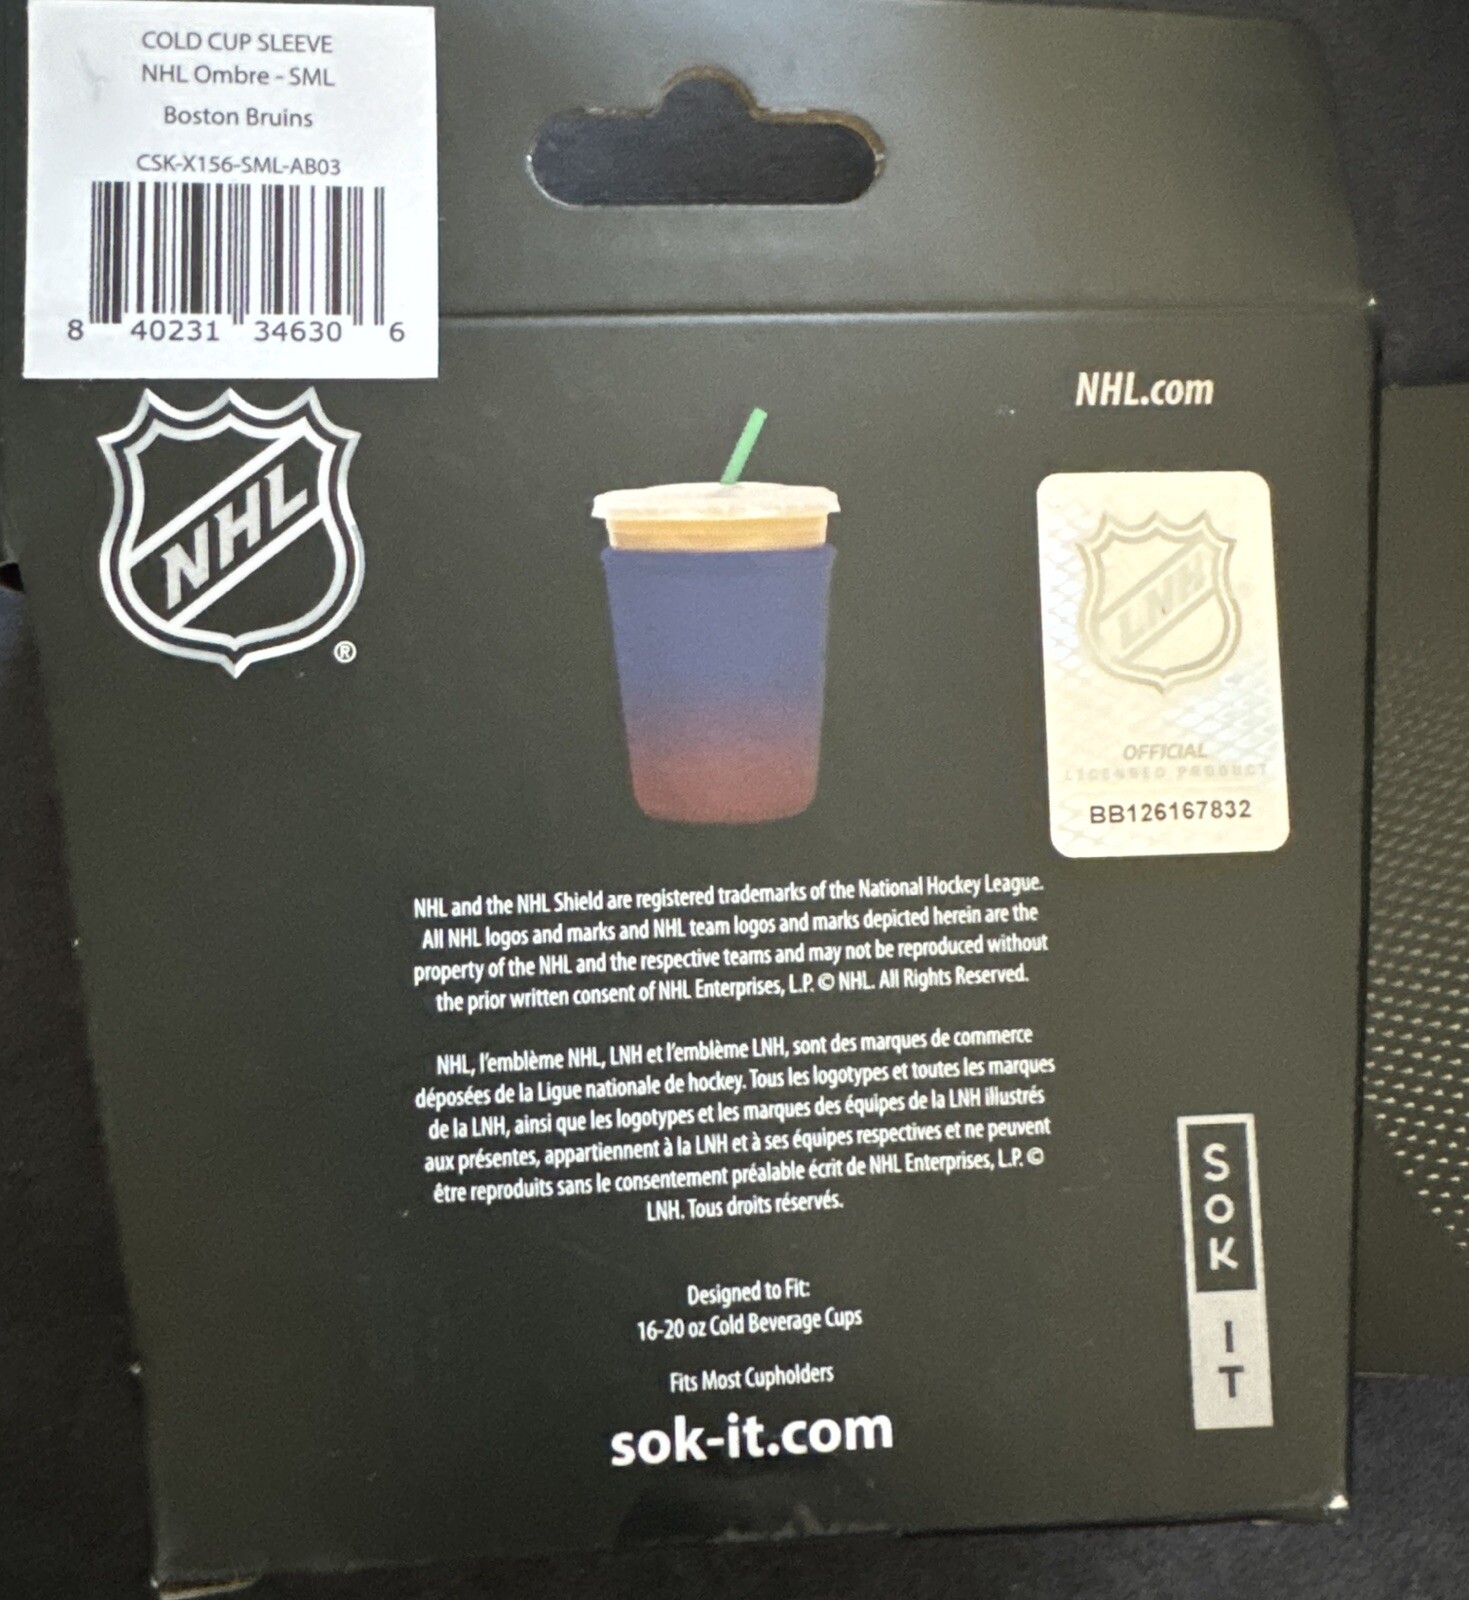 COLD CUP SLEEVE
NHL Ombre - SML
Boston Bruins
CSK-X156-SML-AB03
8 40231 34630 6
NHL
®
NHL.com
LNH
OFFICIAL
LICENSED PRODUCT
BB126167832
NHL and the NHL Shield are registered trademarks of the National Hockey League.
All NHL logos and marks and NHL team logos and marks depicted herein are the
property of the NHL and the respective teams and may not be reproduced without
the prior written consent of NHL Enterprises, L.P. © NHL. All Rights Reserved.
NHL, l'emblème NHL, LNH et l'emblème LNH, sont des marques de commerce
déposées de la Ligue nationale de hockey. Tous les logotypes et toutes les marques
de la LNH, ainsi que les logotypes et les marques des équipes de la LNH illustrés
aux présentes, appartiennent à la LNH et à ses équipes respectives et ne peuvent
être reproduits sans le consentement préalable écrit de NHL Enterprises, L.P. ©
LNH. Tous droits réservés.
Designed to Fit:
16-20 oz Cold Beverage Cups
Fits Most Cupholders
sok-it.com
SOK
IT